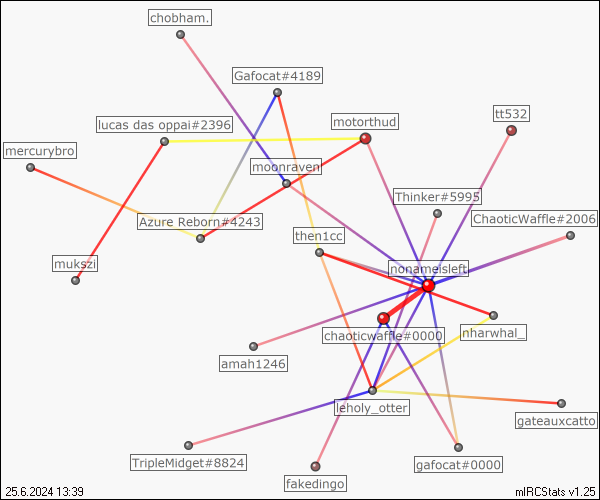 chobham.
Gafocat#4189
tt532
motorthud
lucas das oppai#2396
mercurybro
moonraven
Thinker#5995
ChaoticWaffle#2006
Azure Reborn#4243
then1cc
mukszi
nonameisleft
chaoticwaffle#0000
nharwhal_
amah1246
leholy_otter
gateauxcatto
TripleMidget#8824
gafocat#0000
fakedingo
25.6.2024 13:39
mIRCStats v1.25